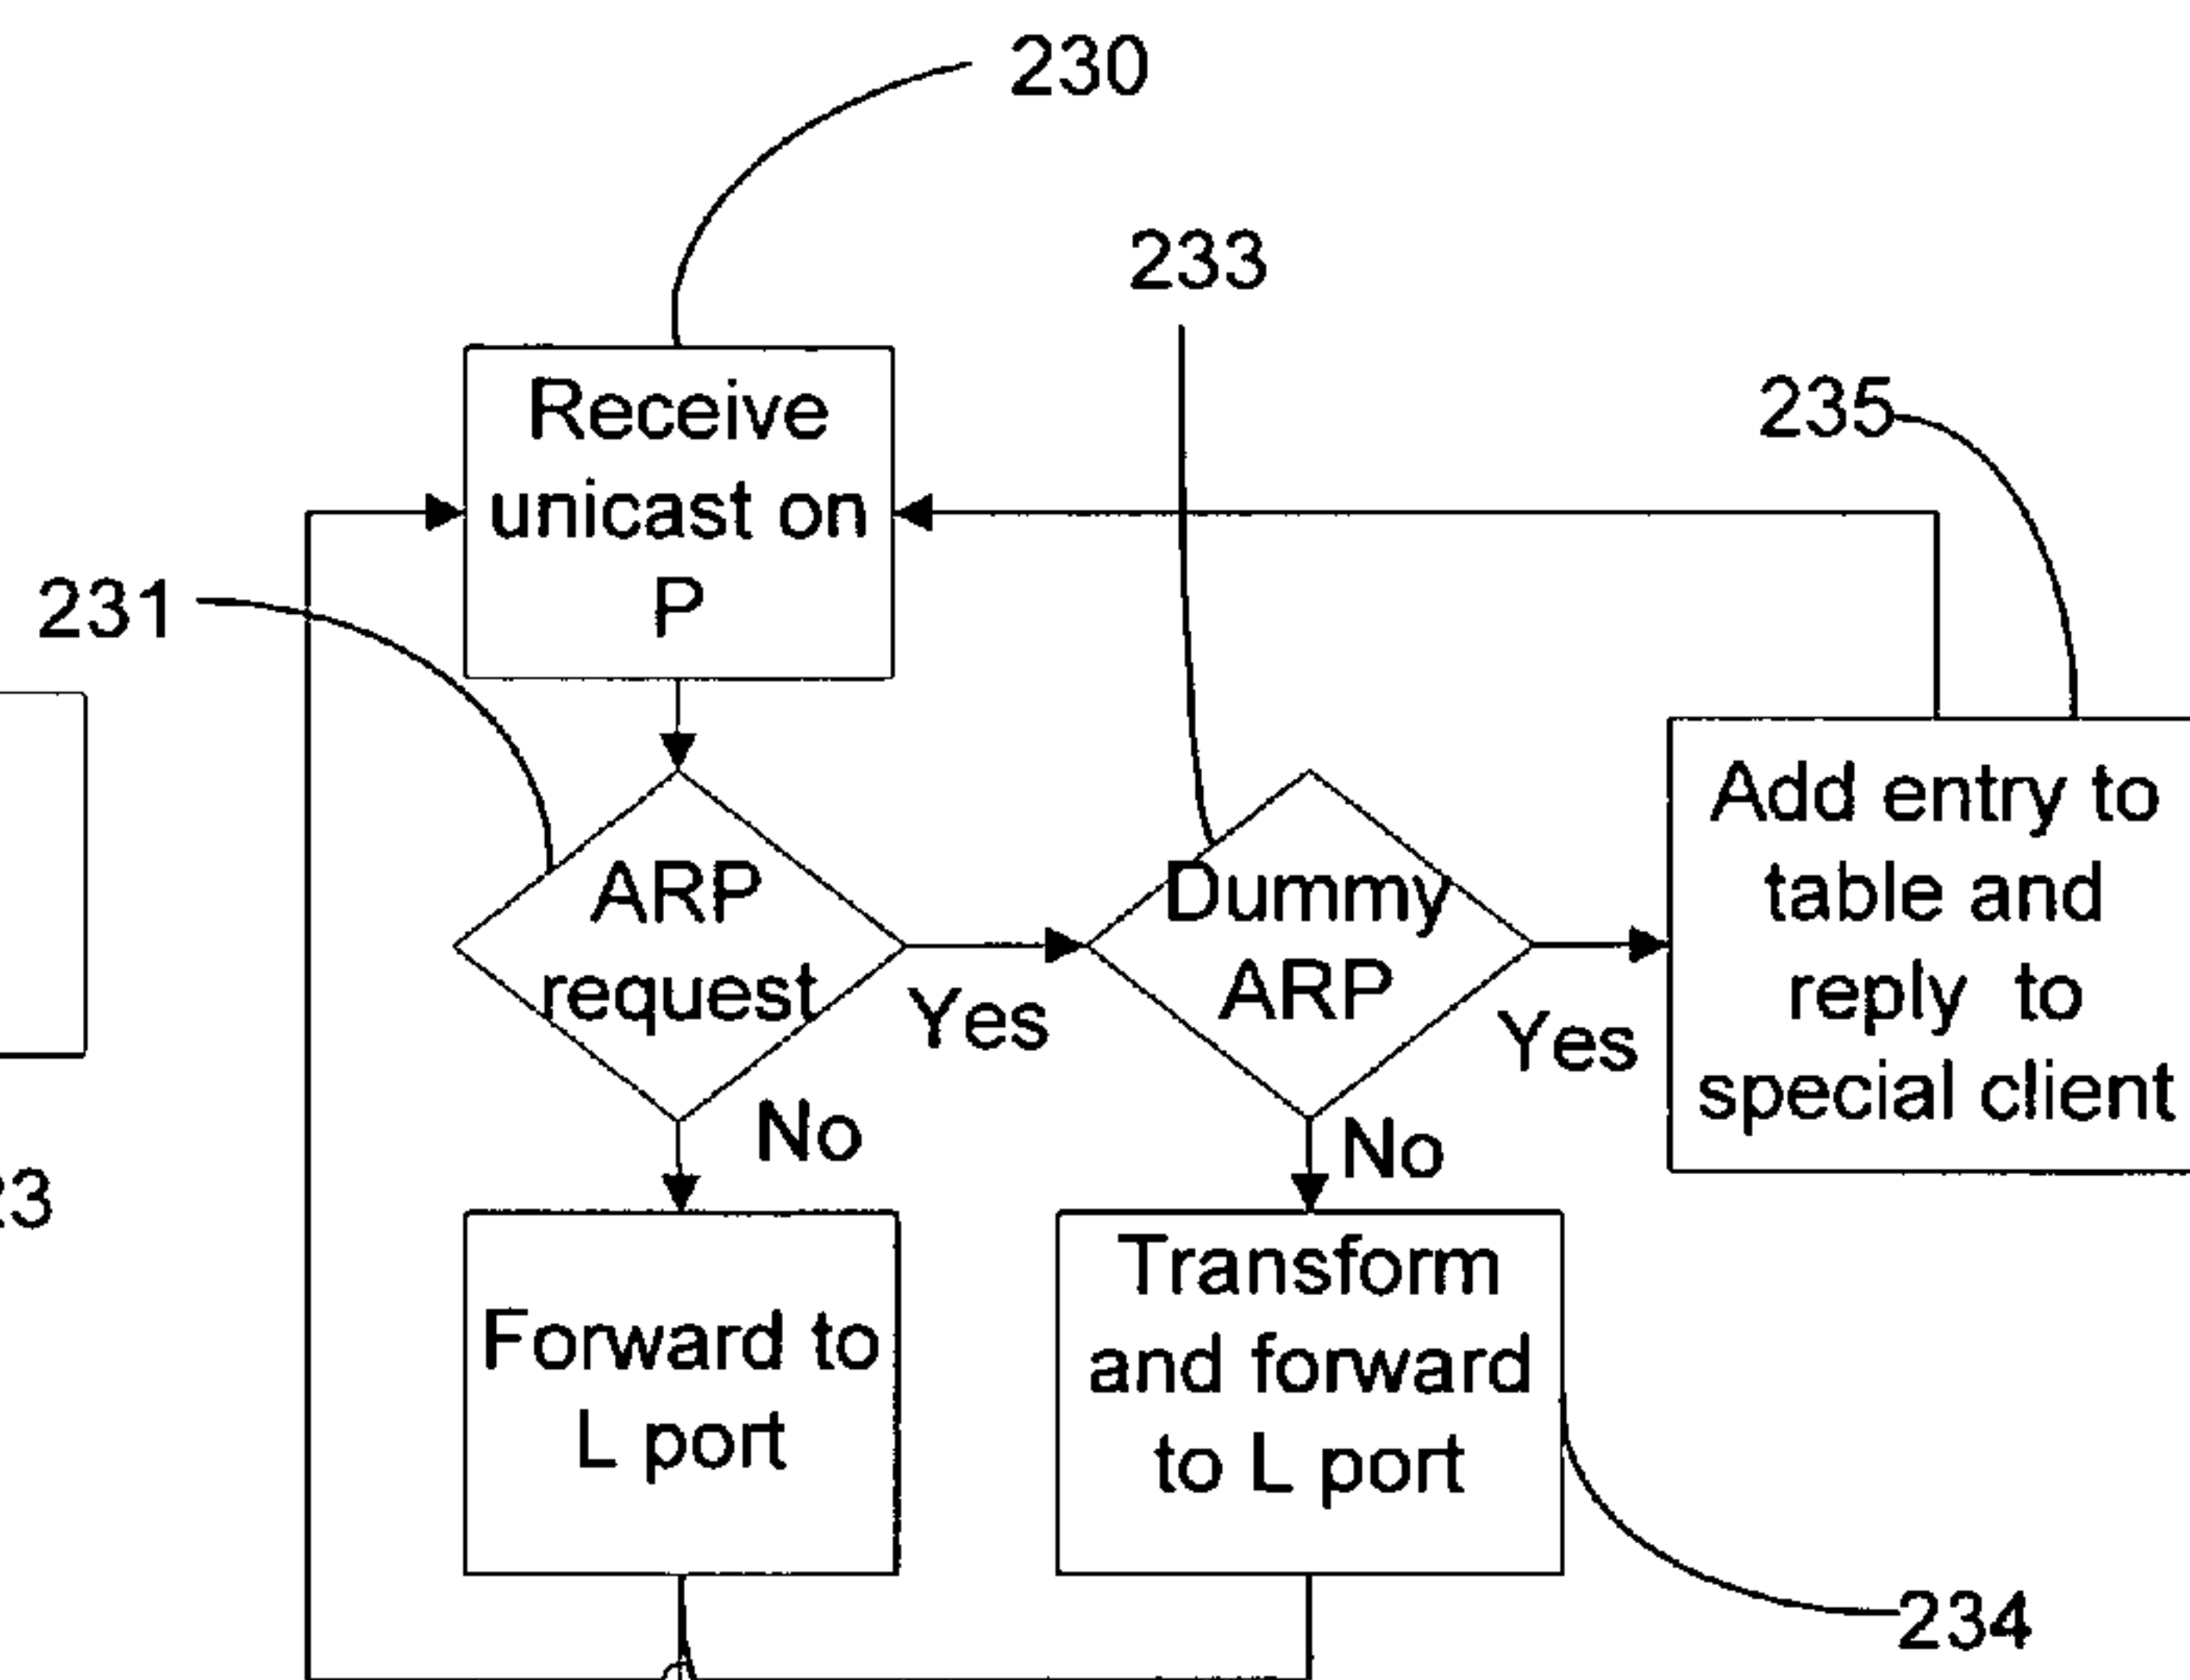 230
233
235
Receive
unicast on
P
231
Add entry to
table and
reply to
special client
ARP
request
Dummy
ARP
Yes
Yes
No
No
23
Forward to
L port
Transform
and forward
to L port
234